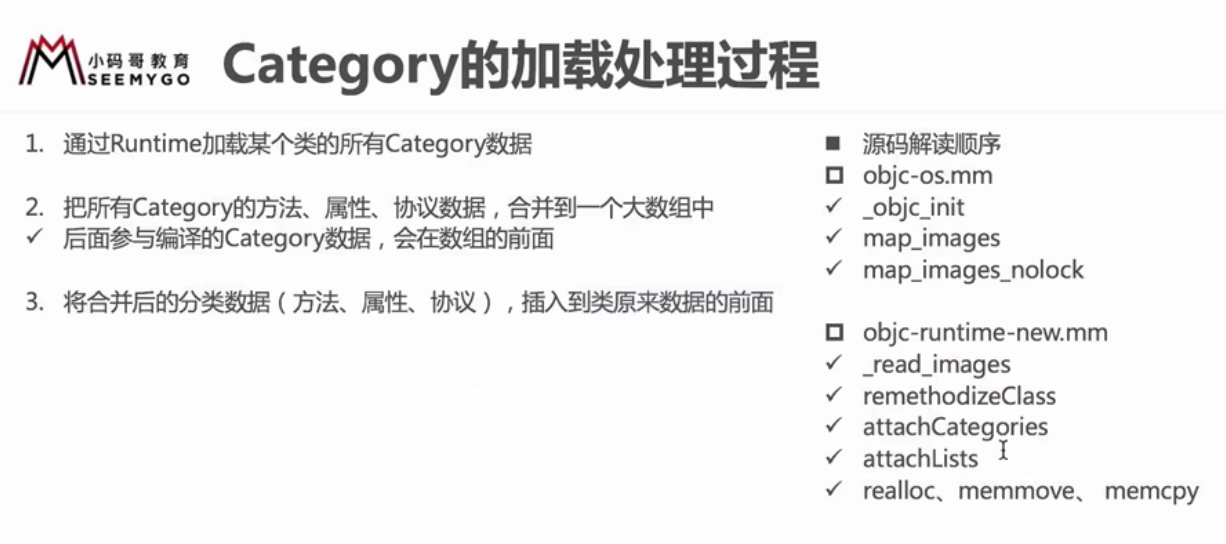 小码哥教育
SEEMYGO
Category的加载处理过程
1. 通过Runtime加载某个类的所有Category数据
2. 把所有Category的方法、属性、协议数据，合并到一个大数组中
✓ 后面参与编译的Category数据，会在数组的前面
3. 将合并后的分类数据（方法、属性、协议），插入到类原来数据的前面
■ 源码解读顺序
objc-os.mm
✓ _objc_init
✓ map_images
✓ map_images_nolock
objc-runtime-new.mm
✓ _read_images
✓ remethodizeClass
✓ attachCategories
✓ attachLists
✓ realloc、memmove、 memcpy